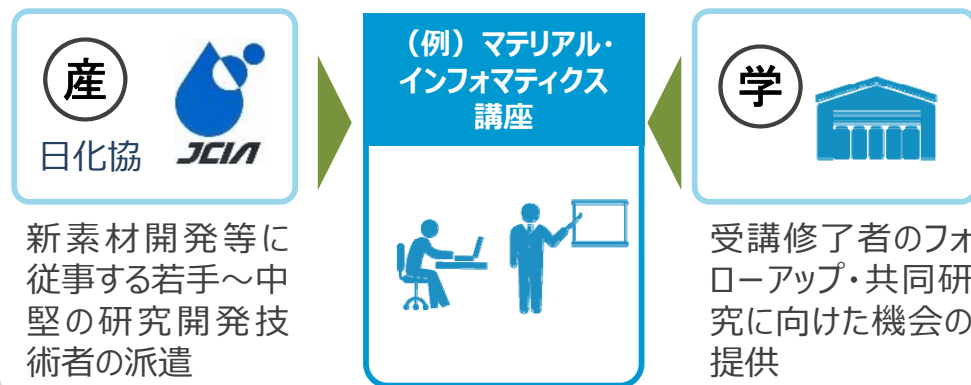 産
日化協
JCIA
新素材開発等に
従事する若手～中
堅の研究開発技
術者の派遣
（例）マテリアル・
インフォマティクス
講座
学
受講修了者のフォ
ローアップ・共同研
究に向けた機会の
提供